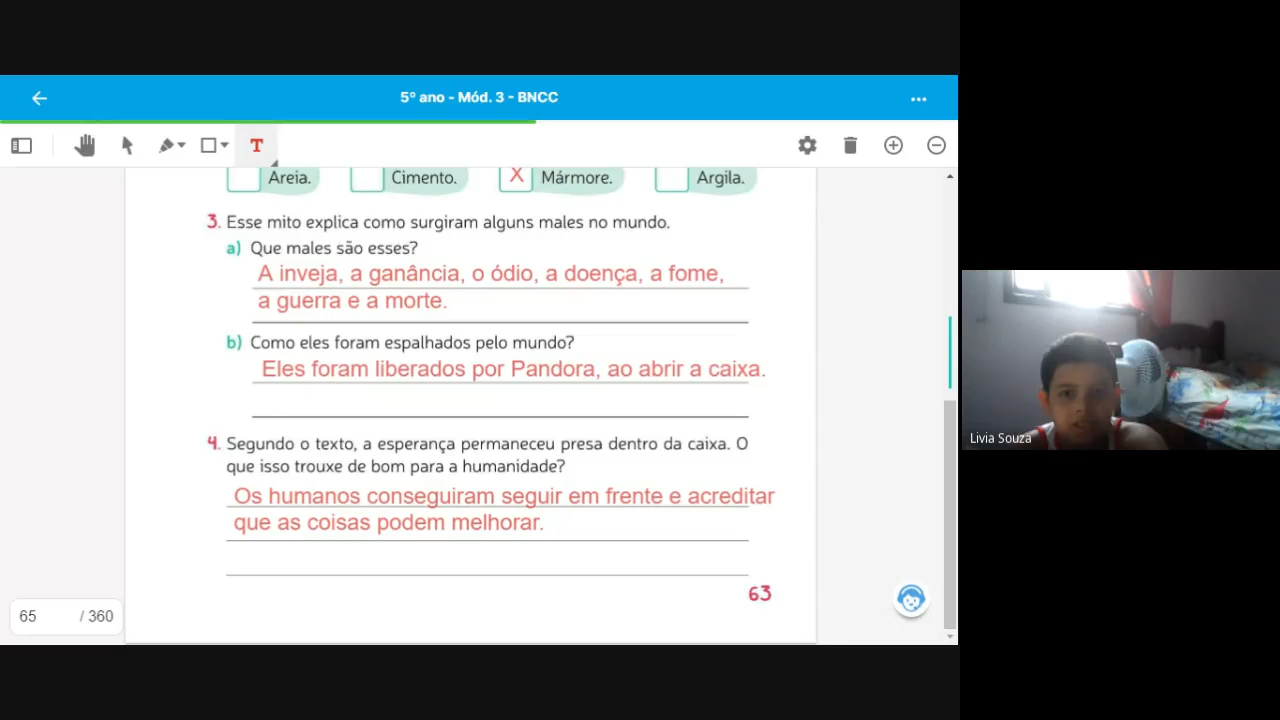 5º ano - Mód. 3 - BNCC
T
Areia. Cimento. X Mármore. Argila.
3. Esse mito explica como surgiram alguns males no mundo.
a) Que males são esses?
A inveja, a ganância, o ódio, a doença, a fome,
a guerra e a morte.
b) Como eles foram espalhados pelo mundo?
Eles foram liberados por Pandora, ao abrir a caixa.
4. Segundo o texto, a esperança permaneceu presa dentro da caixa. O
que isso trouxe de bom para a humanidade?
Os humanos conseguiram seguir em frente e acreditar
que as coisas podem melhorar.
63
65 / 360
Livia Souza